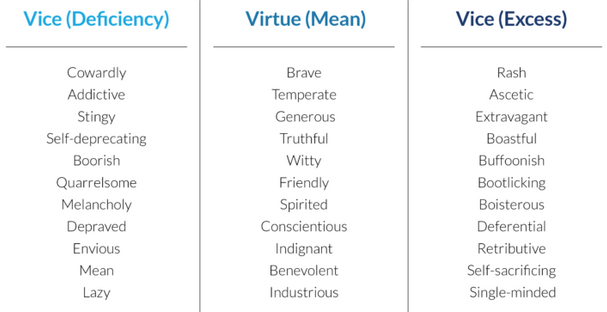 Vice (Deficiency) Virtue (Mean) Vice (Excess)
Cowardly Brave Rash
Addictive Temperate Ascetic
Stingy Generous Extravagant
Self-deprecating Truthful Boastful
Boorish Witty Buffoonish
Quarrelsome Friendly Bootlicking
Melancholy Spirited Boisterous
Depraved Conscientious Deferential
Envious Indignant Retributive
Mean Benevolent Self-sacrificing
Lazy Industrious Single-minded